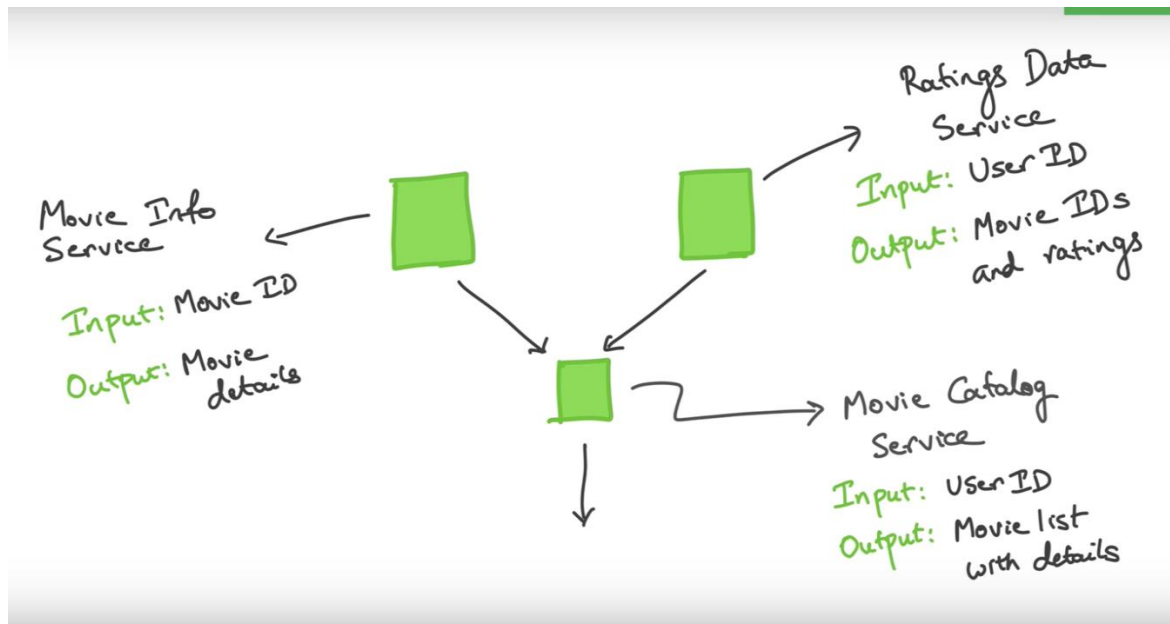 Movie Info
Service
Input: Movie ID
Output: Movie
details
Ratings Data
Service
Input: User ID
Output: Movie IDs
and ratings
Movie Catalog
Service
Input: User ID
Output: Movie list
with details